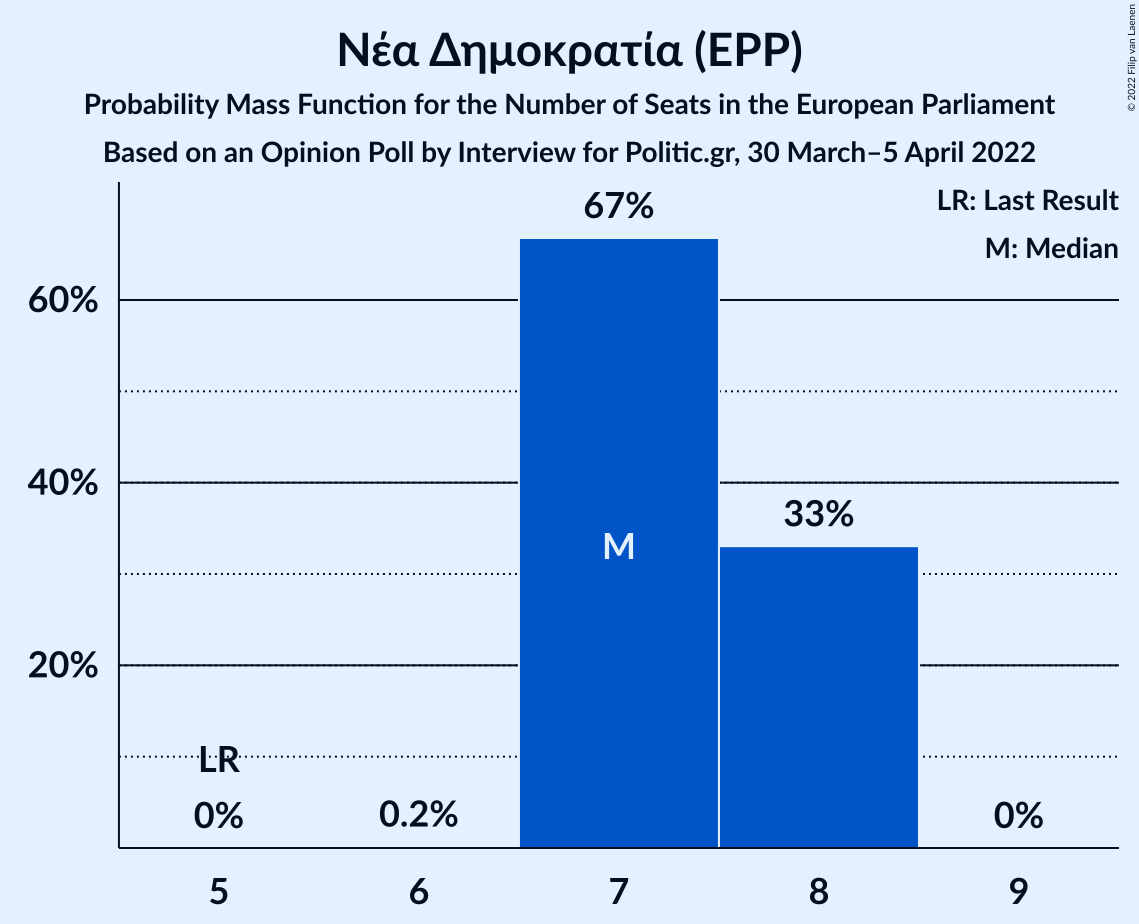 Νέα Δημοκρατία (EPP)
Probability Mass Function for the Number of Seats in the European Parliament
Based on an Opinion Poll by Interview for Politic.gr, 30 March–5 April 2022
© 2022 Filip van Laenen
LR: Last Result
M: Median
67%
60%
40%
33%
M
20%
LR
0%
0.2%
0%
5
6
7
8
9